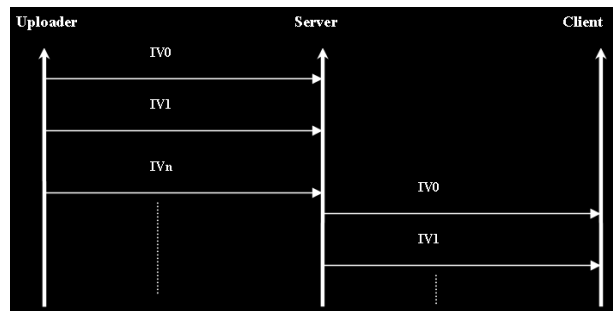 Uploader Server Client
IV0
IV1
IVn
IV0
IV1